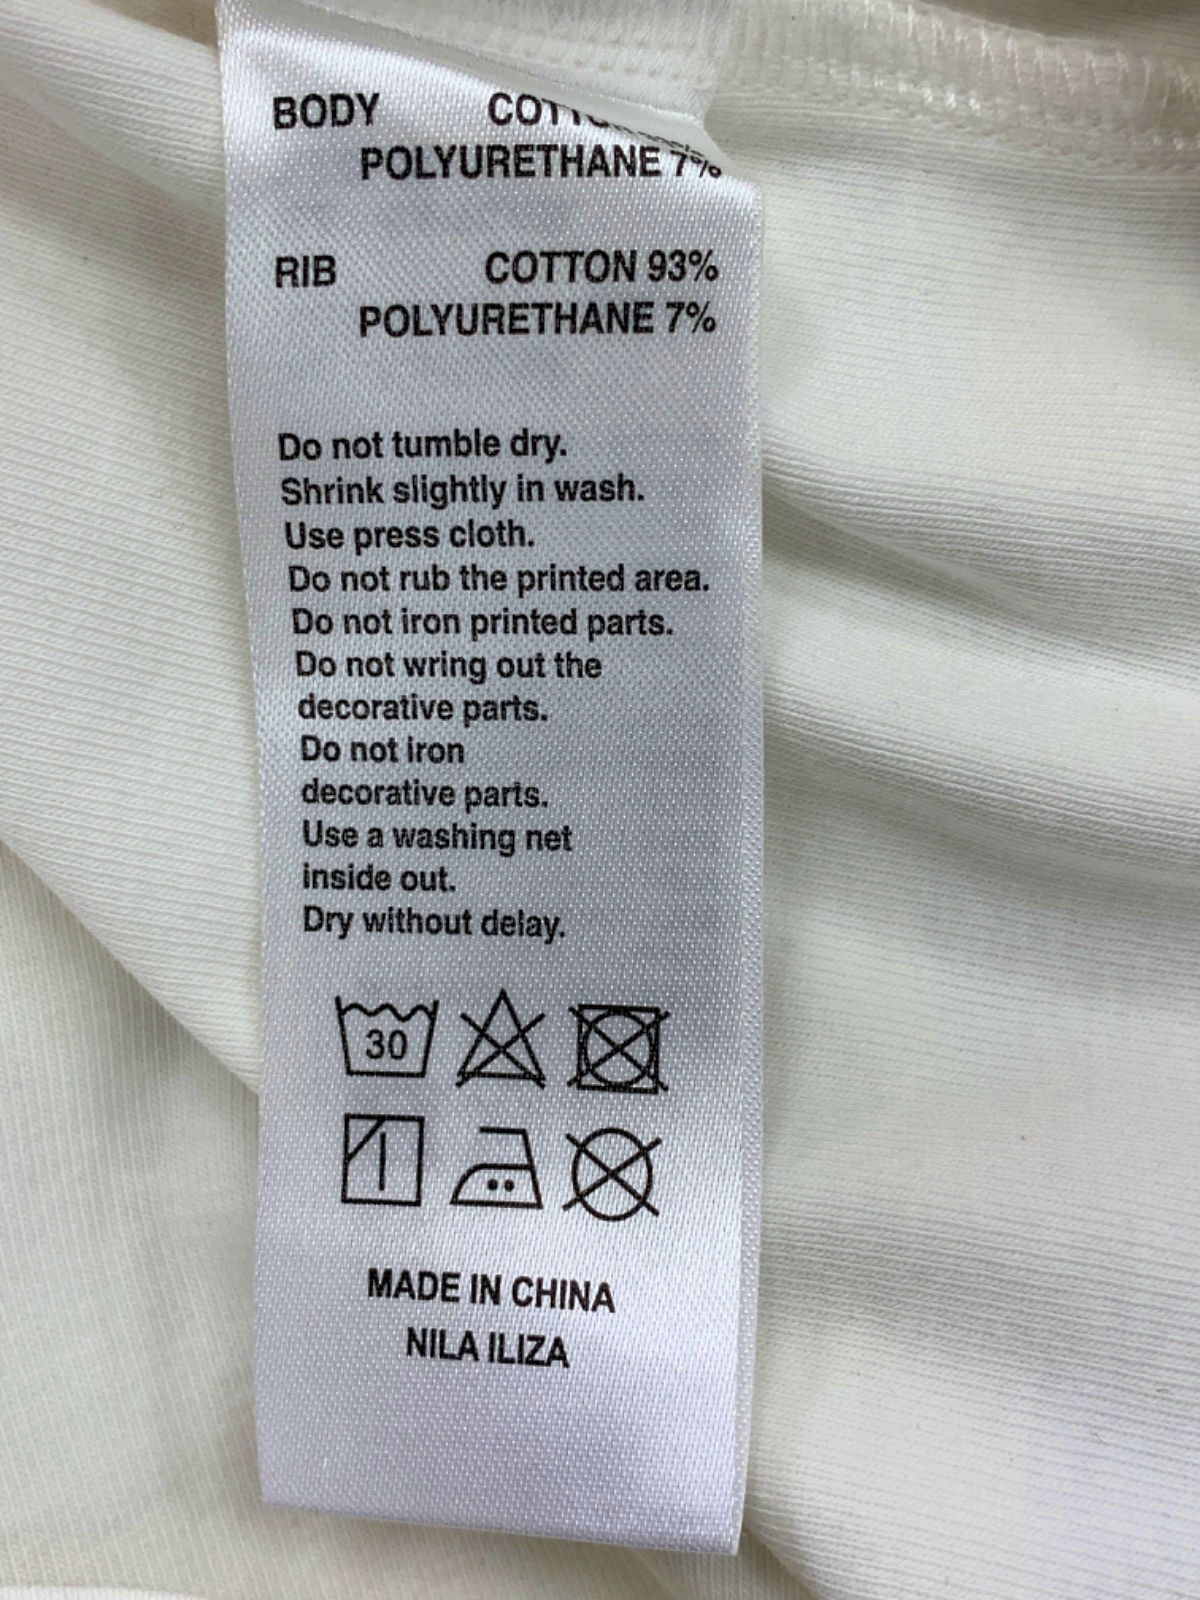 BODY
POLYURETHANE 7%
RIB COTTON 93%
POLYURETHANE 7%
Do not tumble dry.
Shrink slightly in wash.
Use press cloth.
Do not rub the printed area.
Do not iron printed parts.
Do not wring out the
decorative parts.
Do not iron
decorative parts.
Use a washing net
inside out.
Dry without delay.
30
MADE IN CHINA
NILA ILIZA